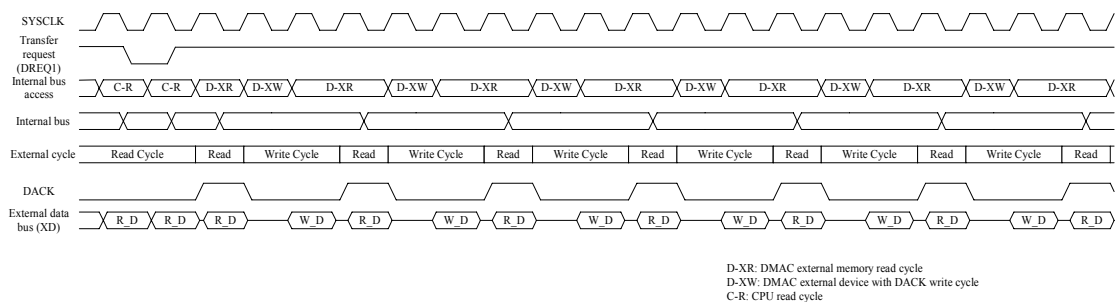 SYSCLK
Transfer
request
(DREQ1)
Internal bus
access
C-R C-R D-XR D-XW D-XR D-XW D-XR D-XW D-XR D-XW D-XR D-XW D-XR D-XW D-XR
Internal bus
External cycle
Read Cycle Read Write Cycle Read Write Cycle Read Write Cycle Read Write Cycle Read Write Cycle Read Write Cycle Read
DACK
External data
bus (XD)
R_D R_D R_D W_D R_D W_D R_D W_D R_D W_D R_D W_D R_D W_D R_D
D-XR: DMAC external memory read cycle
D-XW: DMAC external device with DACK write cycle
C-R: CPU read cycle